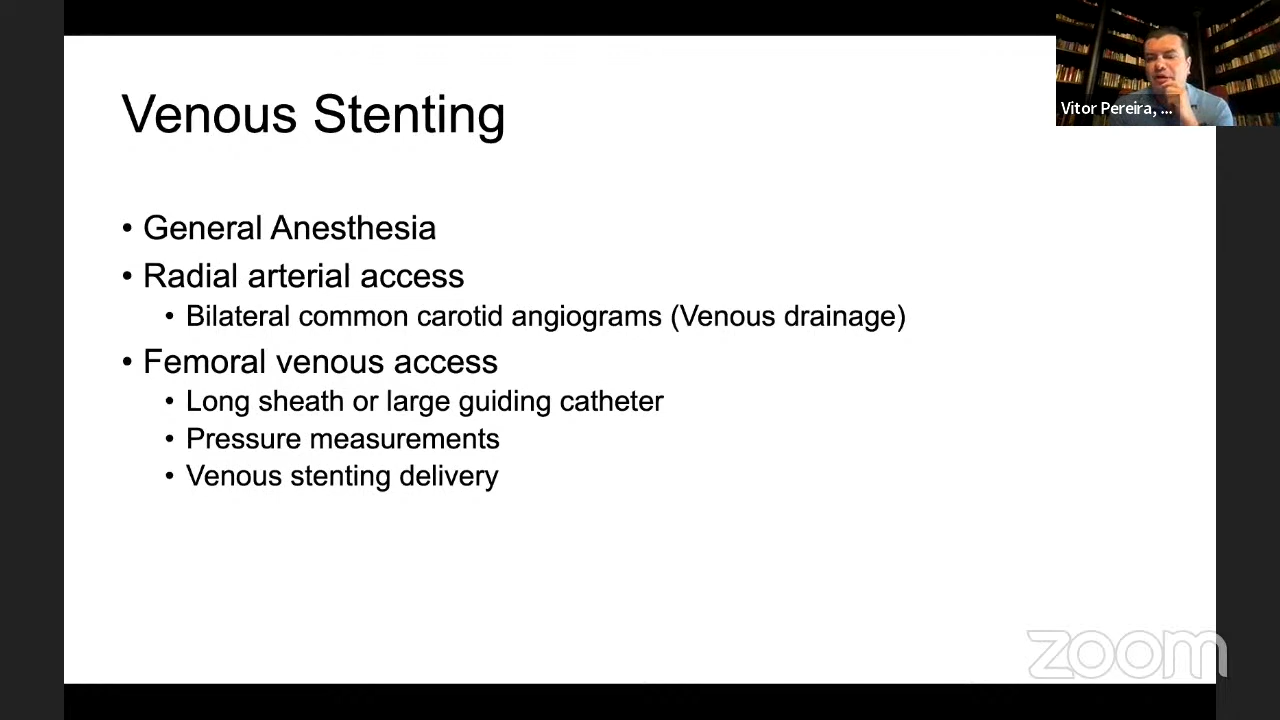 Venous Stenting
Vitor Pereira, ...
• General Anesthesia
• Radial arterial access
• Bilateral common carotid angiograms (Venous drainage)
• Femoral venous access
• Long sheath or large guiding catheter
• Pressure measurements
• Venous stenting delivery
zoom